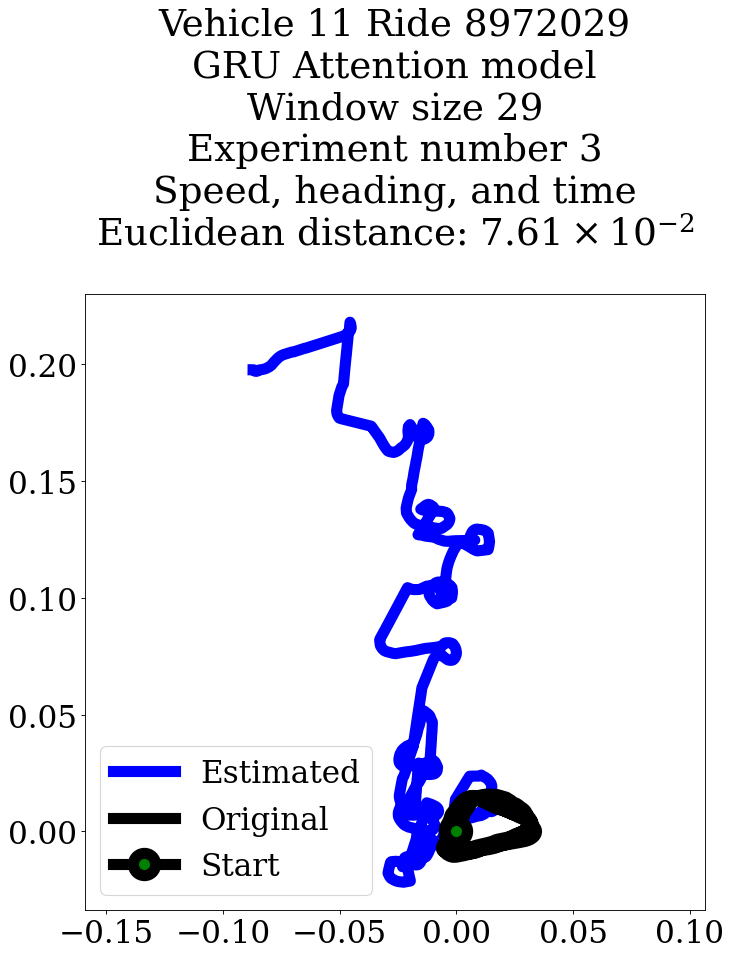 Vehicle 11 Ride 8972029
GRU Attention model
Window size 29
Experiment number 3
Speed, heading, and time
Euclidean distance: 7.61 × 10⁻²
0.20
0.15
0.10
0.05
0.00
Estimated
Original
Start
−0.15 −0.10 −0.05 0.00 0.05 0.10